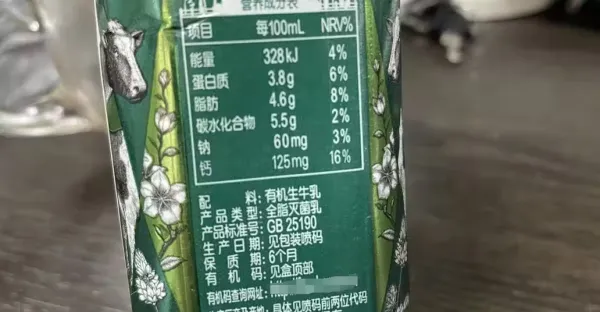 营养成分表
项目 每100mL NRV%
能量 328kJ 4%
蛋白质 3.8g 6%
脂肪 4.6g 8%
碳水化合物 5.5g 2%
钠 60mg 3%
钙 125mg 16%
配料:有机生牛乳
产品类型:全脂灭菌乳
产品标准号:GB 25190
生产日期:见包装喷码
保质期:6个月
有机码:见盒顶部
有机码查询网址:
具体见喷码前两位代码